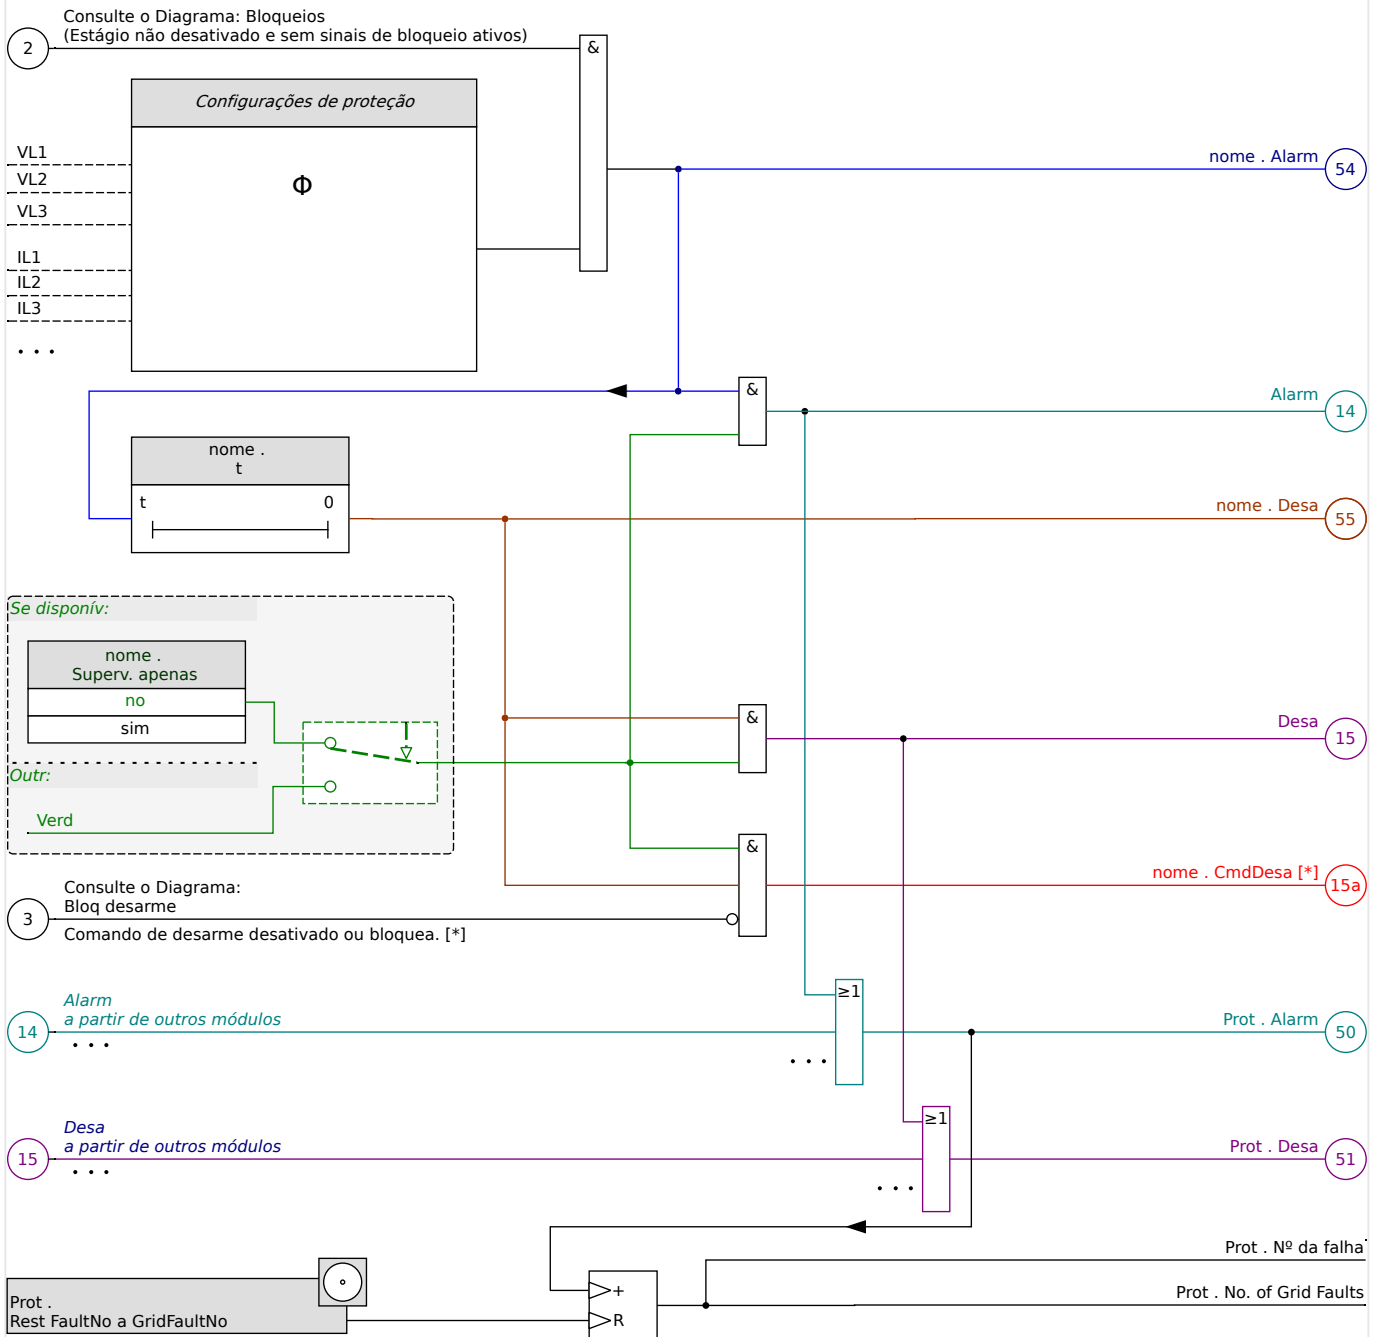 Consulte o Diagrama: Bloqueios
(Estágio não desativado e sem sinais de bloqueio ativos)
2
&
Configurações de proteção
VL1
VL2
VL3
Φ
IL1
IL2
IL3
...
nome . Alarm
54
&
Alarm
14
nome .
t
t 0
nome . Desa
55
Se disponív:
nome .
Superv. apenas
no
sim
Outr:
Verd
&
Desa
15
&
nome . CmdDesa [*]
15a
Consulte o Diagrama:
Bloq desarme
3
Comando de desarme desativado ou bloquea. [*]
Alarm
a partir de outros módulos
14
...
≥1
...
Prot . Alarm
50
Desa
a partir de outros módulos
15
...
≥1
...
Prot . Desa
51
Prot . Nº da falha
Prot . No. of Grid Faults
+
R
Prot .
Rest FaultNo a GridFaultNo